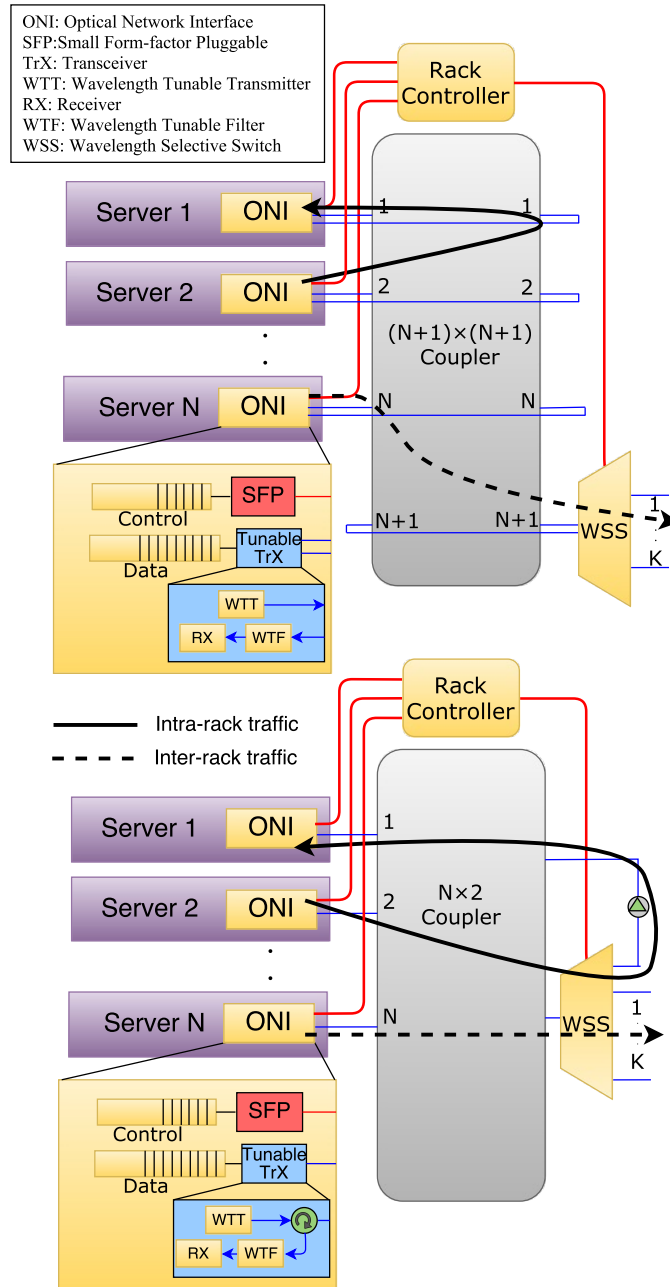 ONI: Optical Network Interface
SFP:Small Form-factor Pluggable
TrX: Transceiver
WTT: Wavelength Tunable Transmitter
RX: Receiver
WTF: Wavelength Tunable Filter
WSS: Wavelength Selective Switch
Rack
Controller
Server 1
ONI
1
1
Server 2
ONI
2
2
(N+1)×(N+1)
Coupler
Server N
ONI
N
N
N+1
N+1
WSS
1
K
Control
SFP
Data
Tunable
TrX
WTT
RX
WTF
Intra-rack traffic
Inter-rack traffic
Rack
Controller
Server 1
ONI
1
Server 2
ONI
2
N×2
Coupler
Server N
ONI
N
WSS
1
K
Control
SFP
Data
Tunable
TrX
WTT
RX
WTF